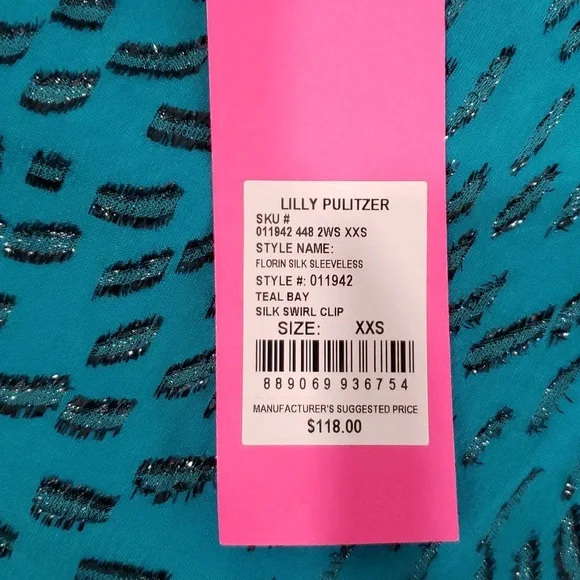 LILLY PULITZER
SKU #
011942 448 2WS XXS
STYLE NAME:
FLORIN SILK SLEEVELESS
STYLE #: 011942
TEAL BAY
SILK SWIRL CLIP
SIZE: XXS
889069 936754
MANUFACTURER'S SUGGESTED PRICE
$118.00